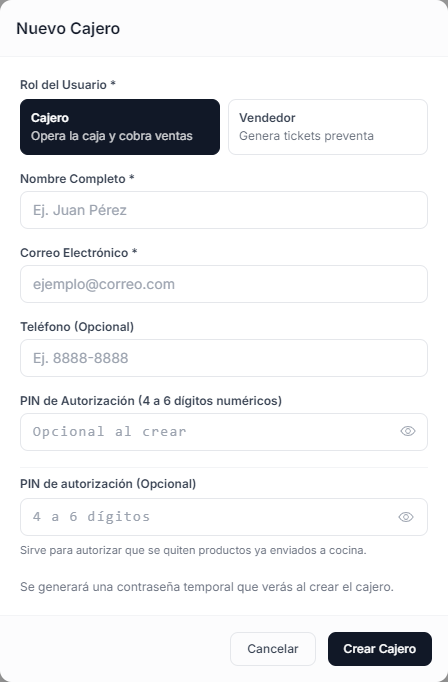 Nuevo Cajero
Rol del Usuario *
Cajero
Opera la caja y cobra ventas
Vendedor
Genera tickets preventa
Nombre Completo *
Ej. Juan Pérez
Correo Electrónico *
ejemplo@correo.com
Teléfono (Opcional)
Ej. 8888-8888
PIN de Autorización (4 a 6 dígitos numéricos)
Opcional al crear
PIN de autorización (Opcional)
4 a 6 dígitos
Sirve para autorizar que se quiten productos ya enviados a cocina.
Se generará una contraseña temporal que verás al crear el cajero.
Cancelar
Crear Cajero